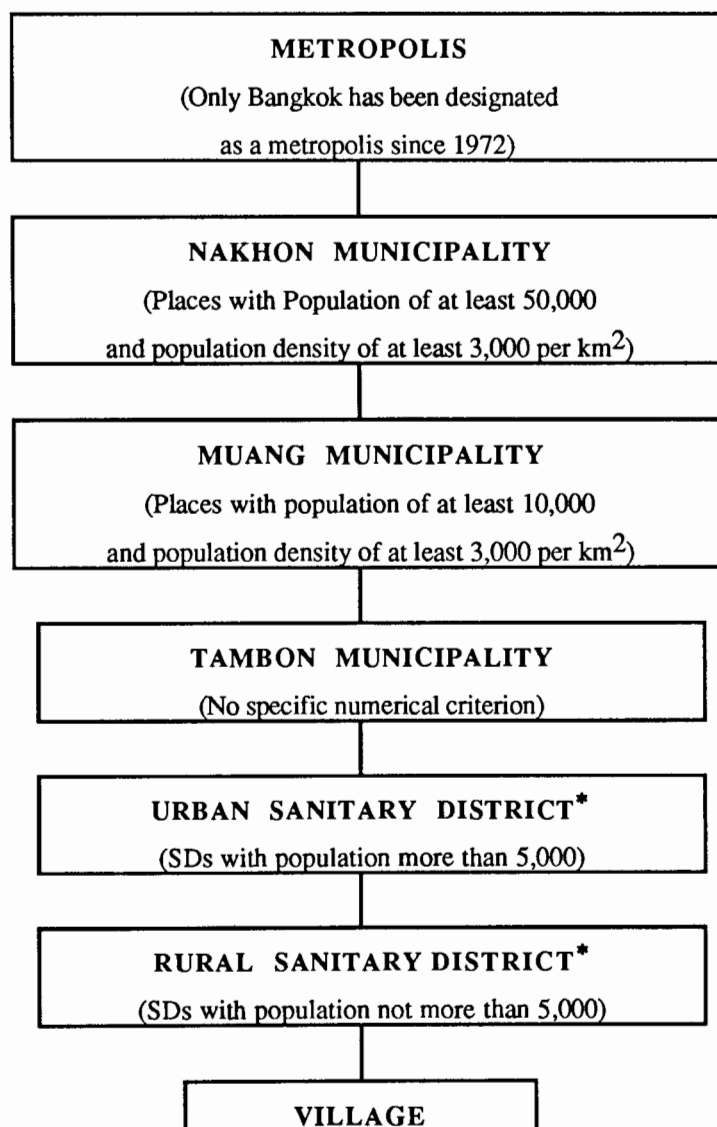 METROPOLIS
(Only Bangkok has been designated
as a metropolis since 1972)
NAKHON MUNICIPALITY
(Places with Population of at least 50,000
and population density of at least 3,000 per km²)
MUANG MUNICIPALITY
(Places with population of at least 10,000
and population density of at least 3,000 per km²)
TAMBON MUNICIPALITY
(No specific numerical criterion)
URBAN SANITARY DISTRICT*
(SDs with population more than 5,000)
RURAL SANITARY DISTRICT*
(SDs with population not more than 5,000)
VILLAGE